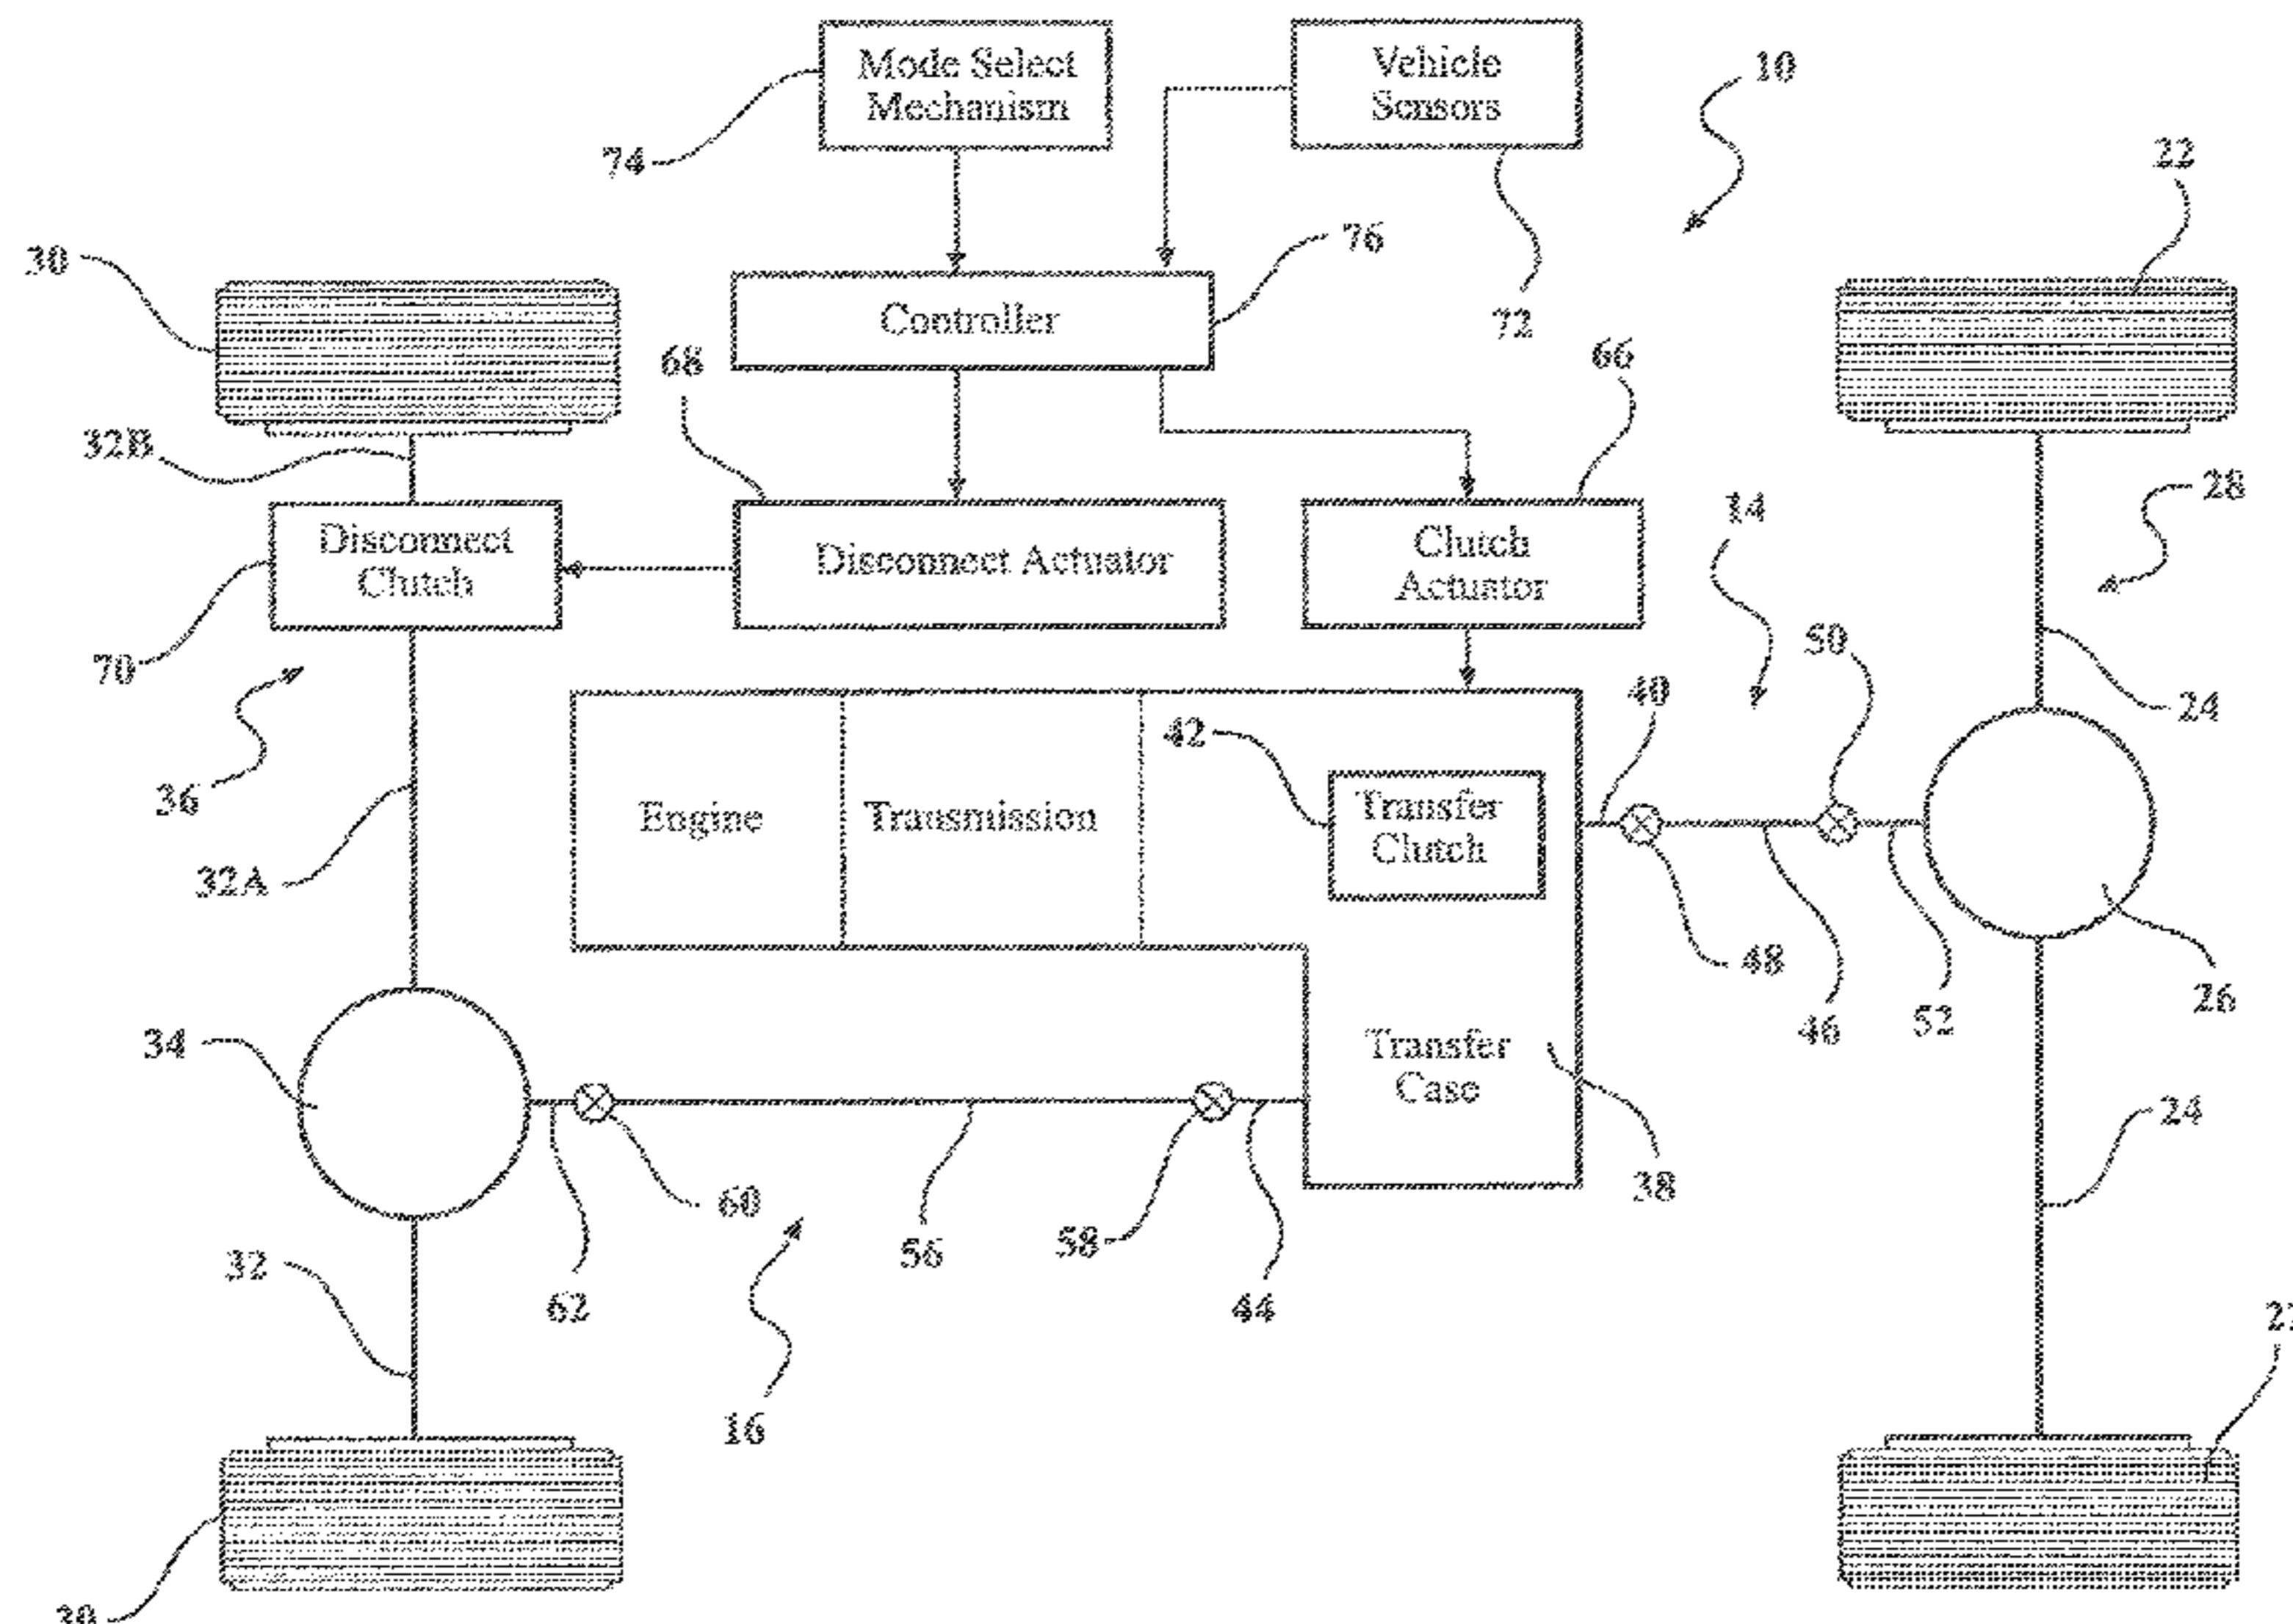 Mode Select
Mechanism
Vehicle
Sensors
10
74
22
30
76
Controller
72
68
66
32B
14
28
Disconnect
Clutch
Disconnect Actuator
Clutch
Actuator
70
50
40
24
42
36
Engine
Transmission
Transfer
Clutch
32A
48
46
52
26
34
Transfer
Case
24
38
60
32
62
56
58
44
16
30